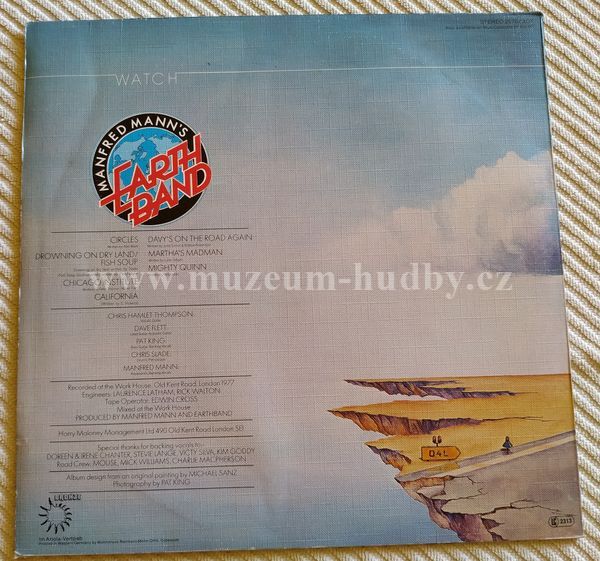 WATCH
MANFRED MANN'S
EARTH
BAND
CIRCLES
DAVY'S ON THE ROAD AGAIN
DROWNING ON DRY LAND/
MARTHA'S MADMAN
FISH SOUP
MIGHTY QUINN
CHICAGO INSTITUTE
CALIFORNIA
www.muzeum-hudby.cz
CHRIS HAMLET THOMPSON:
DAVE FLETT:
PAT KING:
CHRIS SLADE:
MANFRED MANN:
Recorded at the Work House, Old Kent Road, London 1977
Engineers: LAURENCE LATHAM, RICK WALTON
Tape Operator: EDWIN CROSS
Mixed at the Work House
PRODUCED BY MANFRED MANN AND EARTHBAND
Harry Maloney Management Ltd 490 Old Kent Road London SE1
Special thanks for backing vocals to:
DOREEN & IRENE CHANTER, STEVIE LANGE, VICTY SILVA, KIM GODDY
Road Crew: MOUSE, MICK WILLIAMS, CHARLIE MACPHERSON
Album design from an original painting by MICHAEL SANZ
Photography by PAT KING
BRONZE
Im Ariola-Vertrieb
D4L
2313